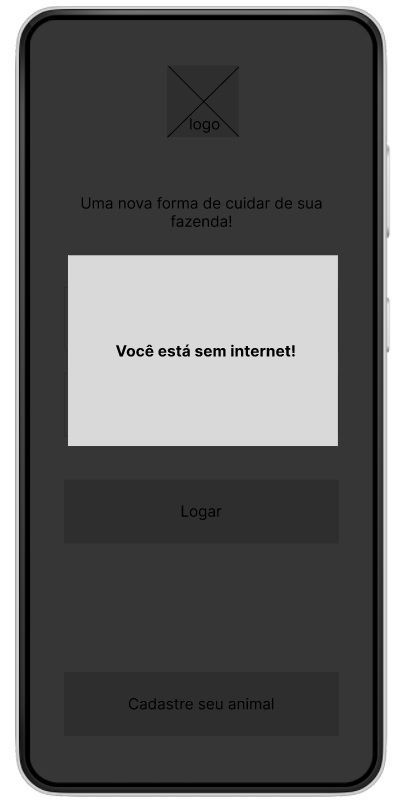 logo
Uma nova forma de cuidar de sua
fazenda!
Você está sem internet!
Logar
Cadastre seu animal